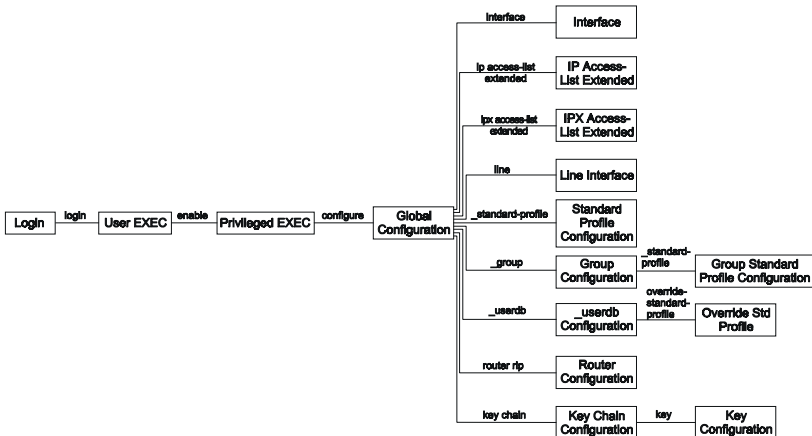 interface
Interface
ip access-list
extended
IP Access-
List Extended
ipx access-list
extended
IPX Access-
List Extended
line
Line Interface
Login
login
User EXEC
enable
Privileged EXEC
configure
Global
Configuration
_standard-profile
Standard
Profile
Configuration
_group
Group
Configuration
_standard-
profile
Group Standard
Profile Configuration
_userdb
_userdb
Configuration
override-
standard-
profile
Override Std
Profile
router rip
Router
Configuration
key chain
Key Chain
Configuration
key
Key
Configuration